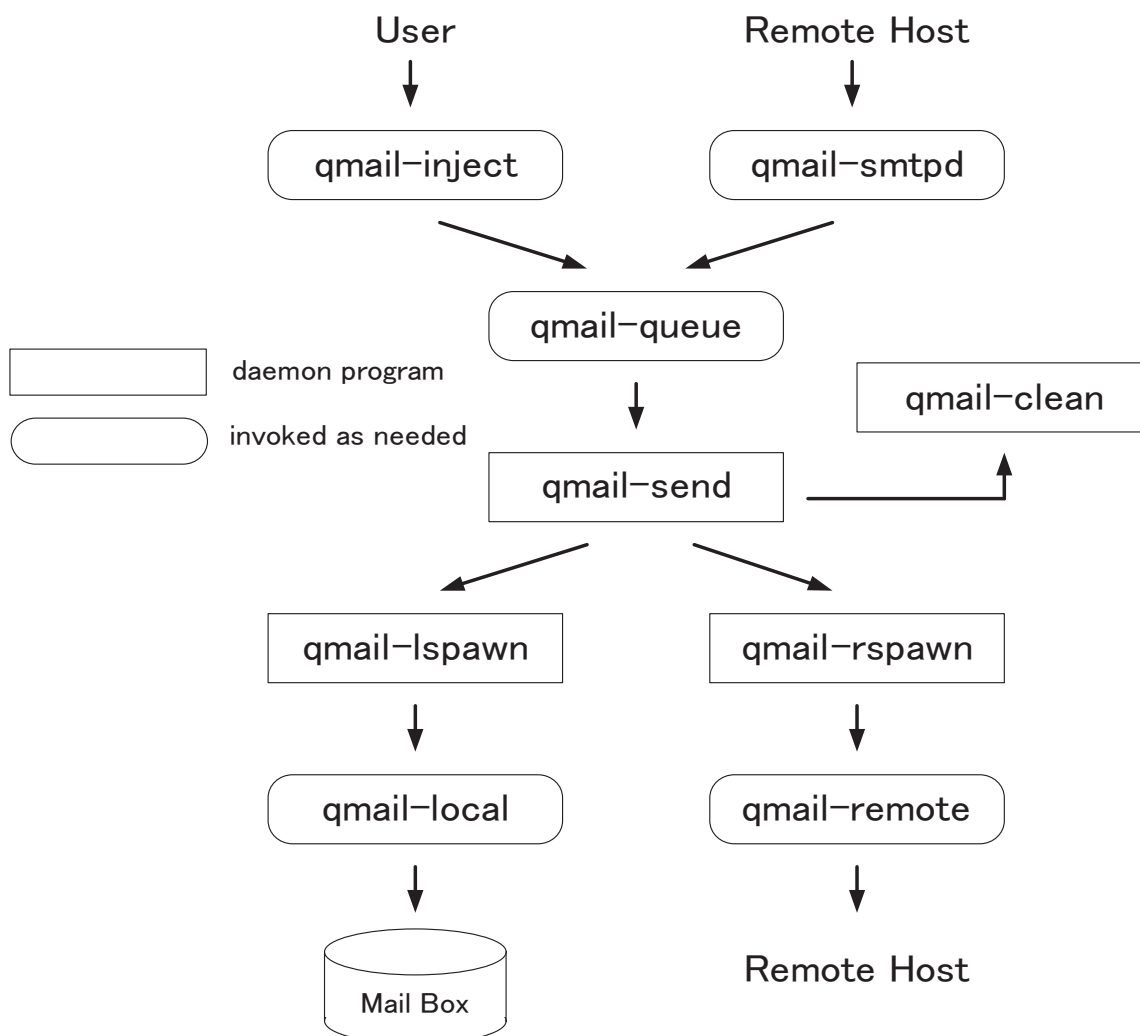 User
Remote Host
qmail-inject
qmail-smtpd
qmail-queue
daemon program
qmail-clean
invoked as needed
qmail-send
qmail-lspawn
qmail-rspawn
qmail-local
qmail-remote
Mail Box
Remote Host